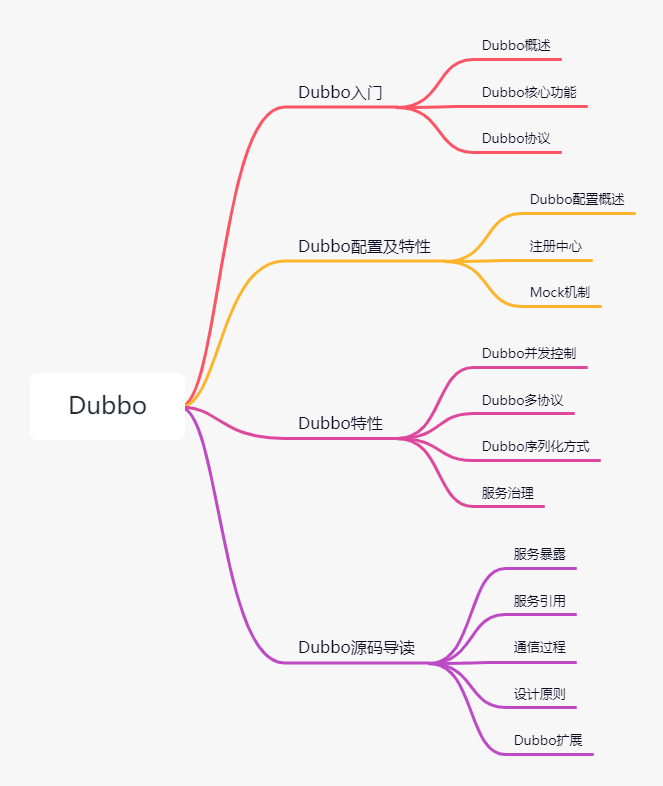 Dubbo
Dubbo入门
Dubbo概述
Dubbo核心功能
Dubbo协议
Dubbo配置及特性
Dubbo配置概述
注册中心
Mock机制
Dubbo特性
Dubbo并发控制
Dubbo多协议
Dubbo序列化方式
服务治理
Dubbo源码导读
服务暴露
服务引用
通信过程
设计原则
Dubbo扩展